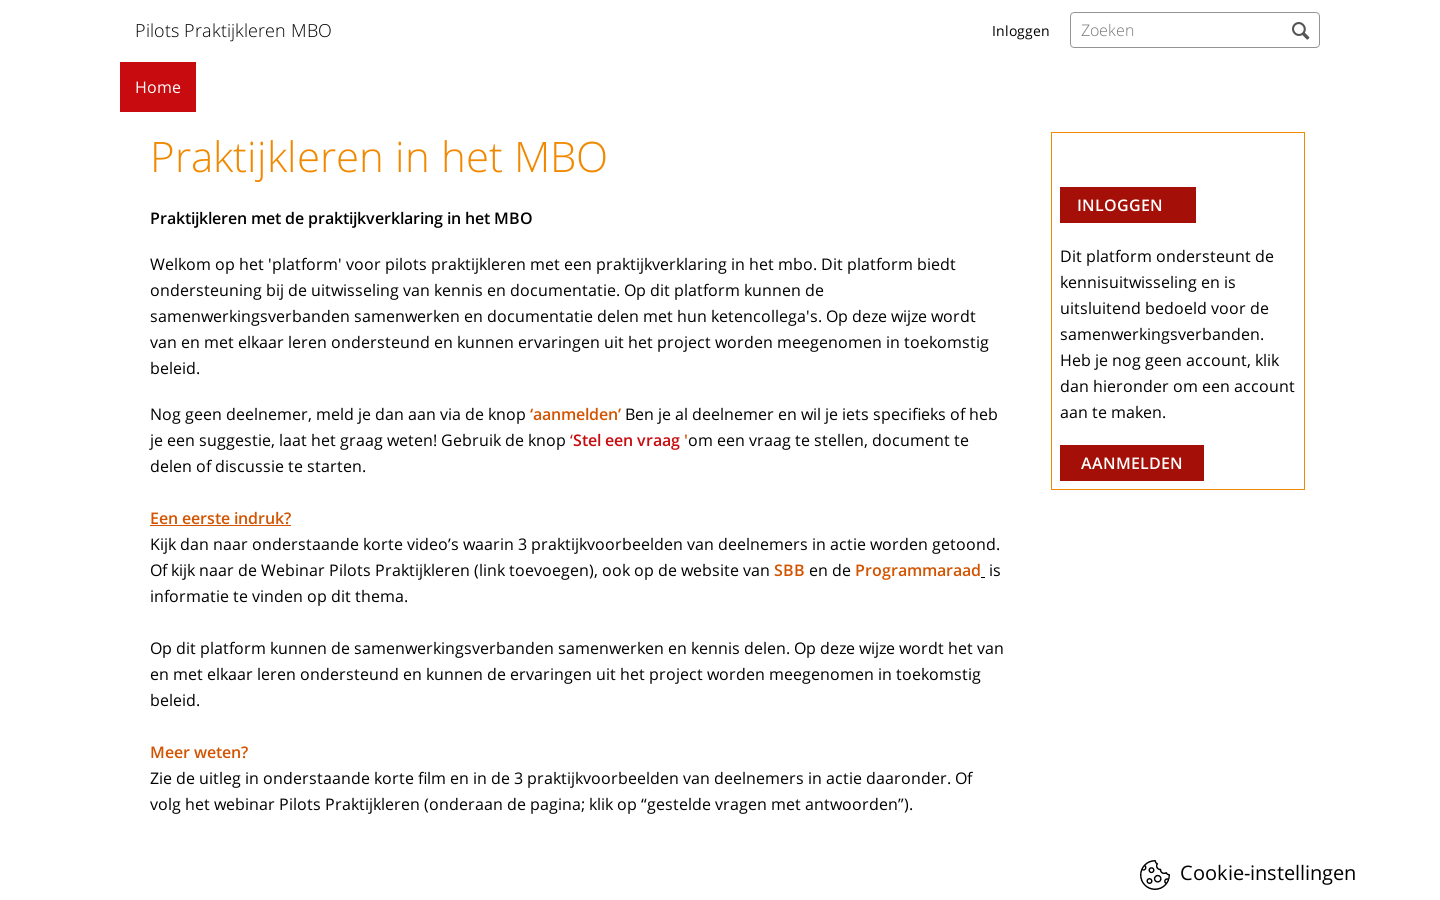 Pilots Praktijkleren MBO
Inloggen
Zoeken
Home
Praktijkleren in het MBO
Praktijkleren met de praktijkverklaring in het MBO
Welkom op het 'platform' voor pilots praktijkleren met een praktijkverklaring in het mbo. Dit platform biedt
ondersteuning bij de uitwisseling van kennis en documentatie. Op dit platform kunnen de
samenwerkingsverbanden samenwerken en documentatie delen met hun ketencollega's. Op deze wijze wordt
van en met elkaar leren ondersteund en kunnen ervaringen uit het project worden meegenomen in toekomstig
beleid.
Nog geen deelnemer, meld je dan aan via de knop ‘aanmelden’ Ben je al deelnemer en wil je iets specifieks of heb
je een suggestie, laat het graag weten! Gebruik de knop ‘Stel een vraag 'om een vraag te stellen, document te
delen of discussie te starten.
Een eerste indruk?
Kijk dan naar onderstaande korte video’s waarin 3 praktijkvoorbeelden van deelnemers in actie worden getoond.
Of kijk naar de Webinar Pilots Praktijkleren (link toevoegen), ook op de website van SBB en de Programmaraad is
informatie te vinden op dit thema.
Op dit platform kunnen de samenwerkingsverbanden samenwerken en kennis delen. Op deze wijze wordt het van
en met elkaar leren ondersteund en kunnen de ervaringen uit het project worden meegenomen in toekomstig
beleid.
Meer weten?
Zie de uitleg in onderstaande korte film en in de 3 praktijkvoorbeelden van deelnemers in actie daaronder. Of
volg het webinar Pilots Praktijkleren (onderaan de pagina; klik op “gestelde vragen met antwoorden”).
INLOGGEN
Dit platform ondersteunt de
kennisuitwisseling en is
uitsluitend bedoeld voor de
samenwerkingsverbanden.
Heb je nog geen account, klik
dan hieronder om een account
aan te maken.
AANMELDEN
Cookie-instellingen